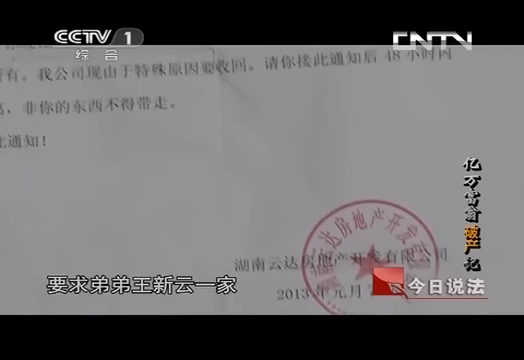 CCTV 1
综合
CNTV
有。我公司现由于特殊原因要收回。请你接此通知后 48 小时内
，非你的东西不得带走。
此通知！
亿万富翁破产记
湖南云达房地产开发有限公司
2013年元月
今日说法
要求弟弟王新云一家